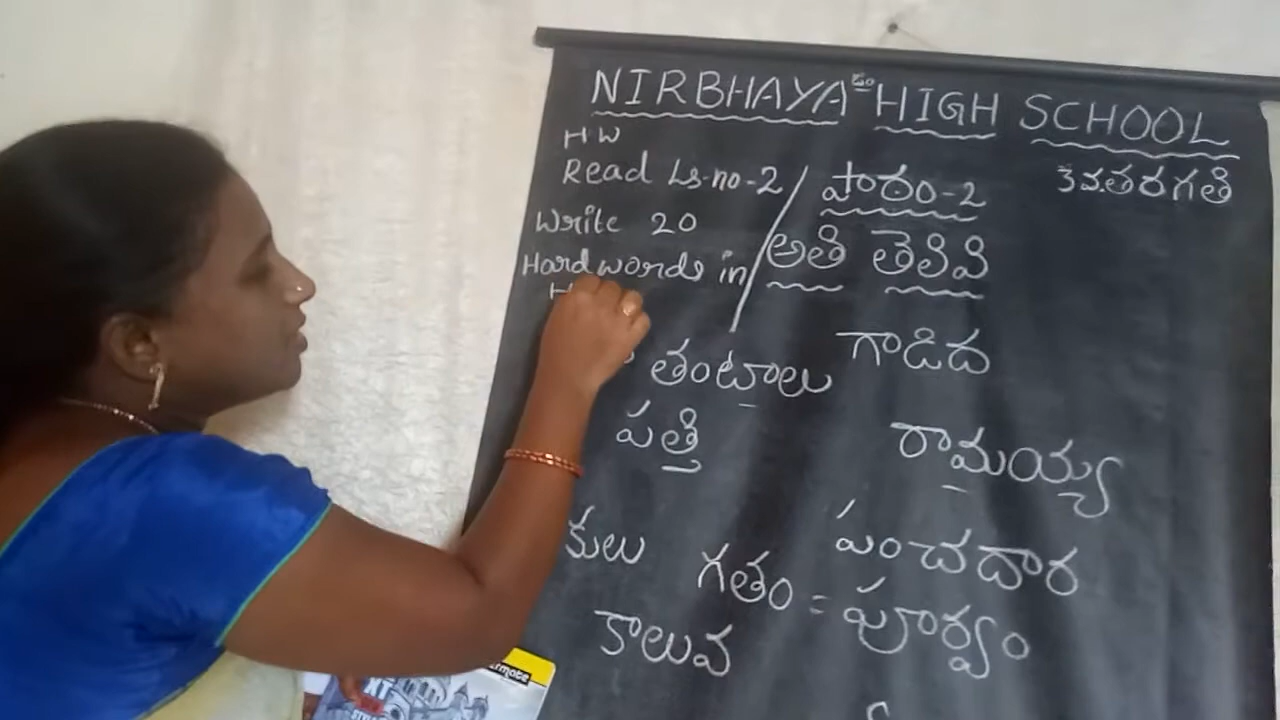 NIRBHAYA HIGH SCHOOL
3వ.తరగతి
HW
Read Ls-no-2
Write 20
Hard words in
H
పాఠం-2
అతి తెలివి
తంటాలు గాడిద
పత్తి రామయ్య
కులు పంచదార
గతం = పూర్వం
కాలువ